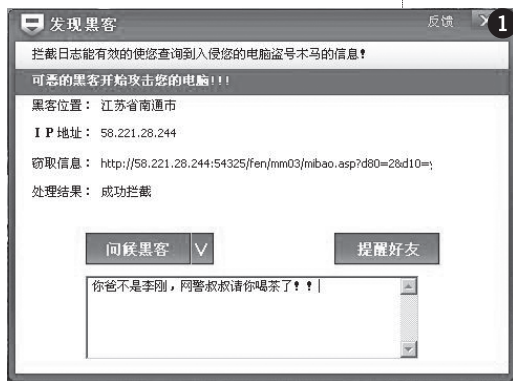 发现黑客
反馈
1
拦截日志能有效的使您查询到入侵您的电脑盗号木马的信息!
可恶的黑客开始攻击您的电脑!!!
黑客位置: 江苏省南通市
IP地址: 58.221.28.244
窃取信息: http://58.221.28.244:54325/fen/mm03/mibao.asp?d80=28d10=
处理结果: 成功拦截
问候黑客 V
提醒好友
你爸不是李刚,网警叔叔请你喝茶了!!